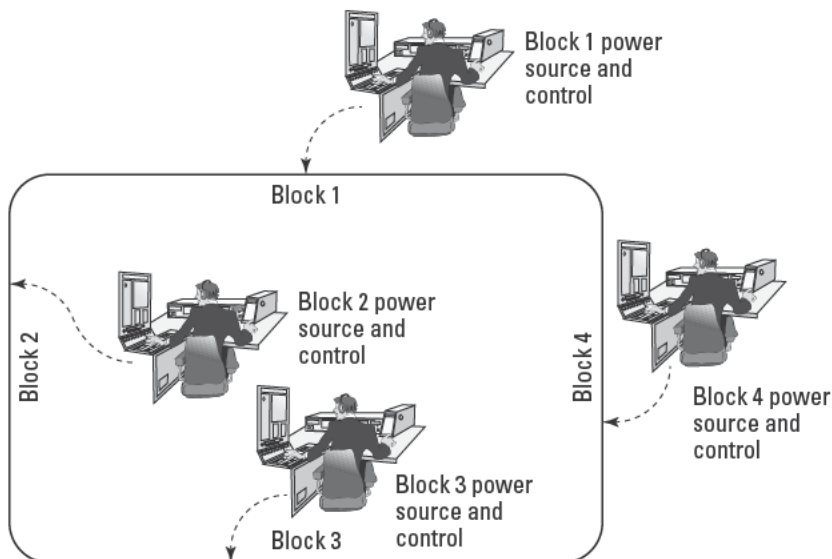 Block 1 power
source and
control
Block 1
Block 2 power
source and
control
Block 2
Block 4
Block 4 power
source and
control
Block 3 power
source and
control
Block 3